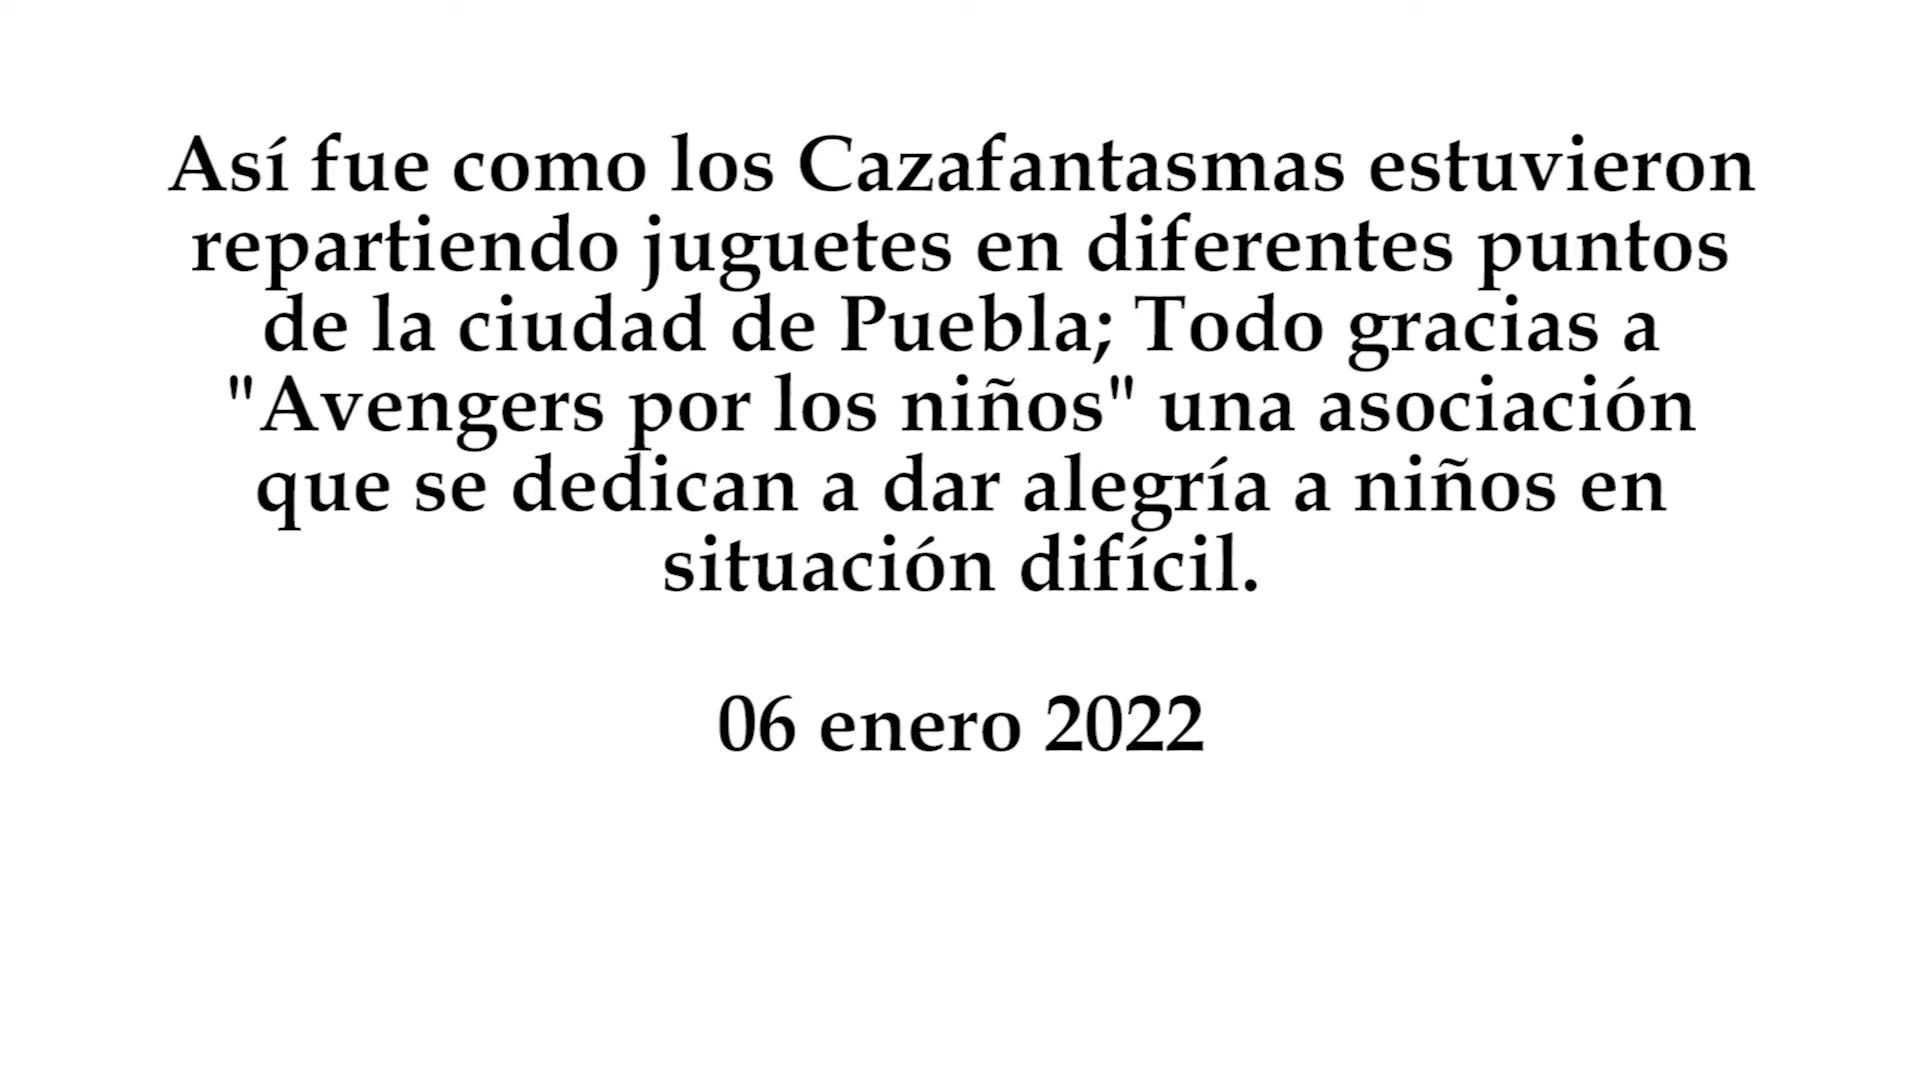 Así fue como los Cazafantasmas estuvieron
repartiendo juguetes en diferentes puntos
de la ciudad de Puebla; Todo gracias a
"Avengers por los niños" una asociación
que se dedican a dar alegría a niños en
situación difícil.
06 enero 2022